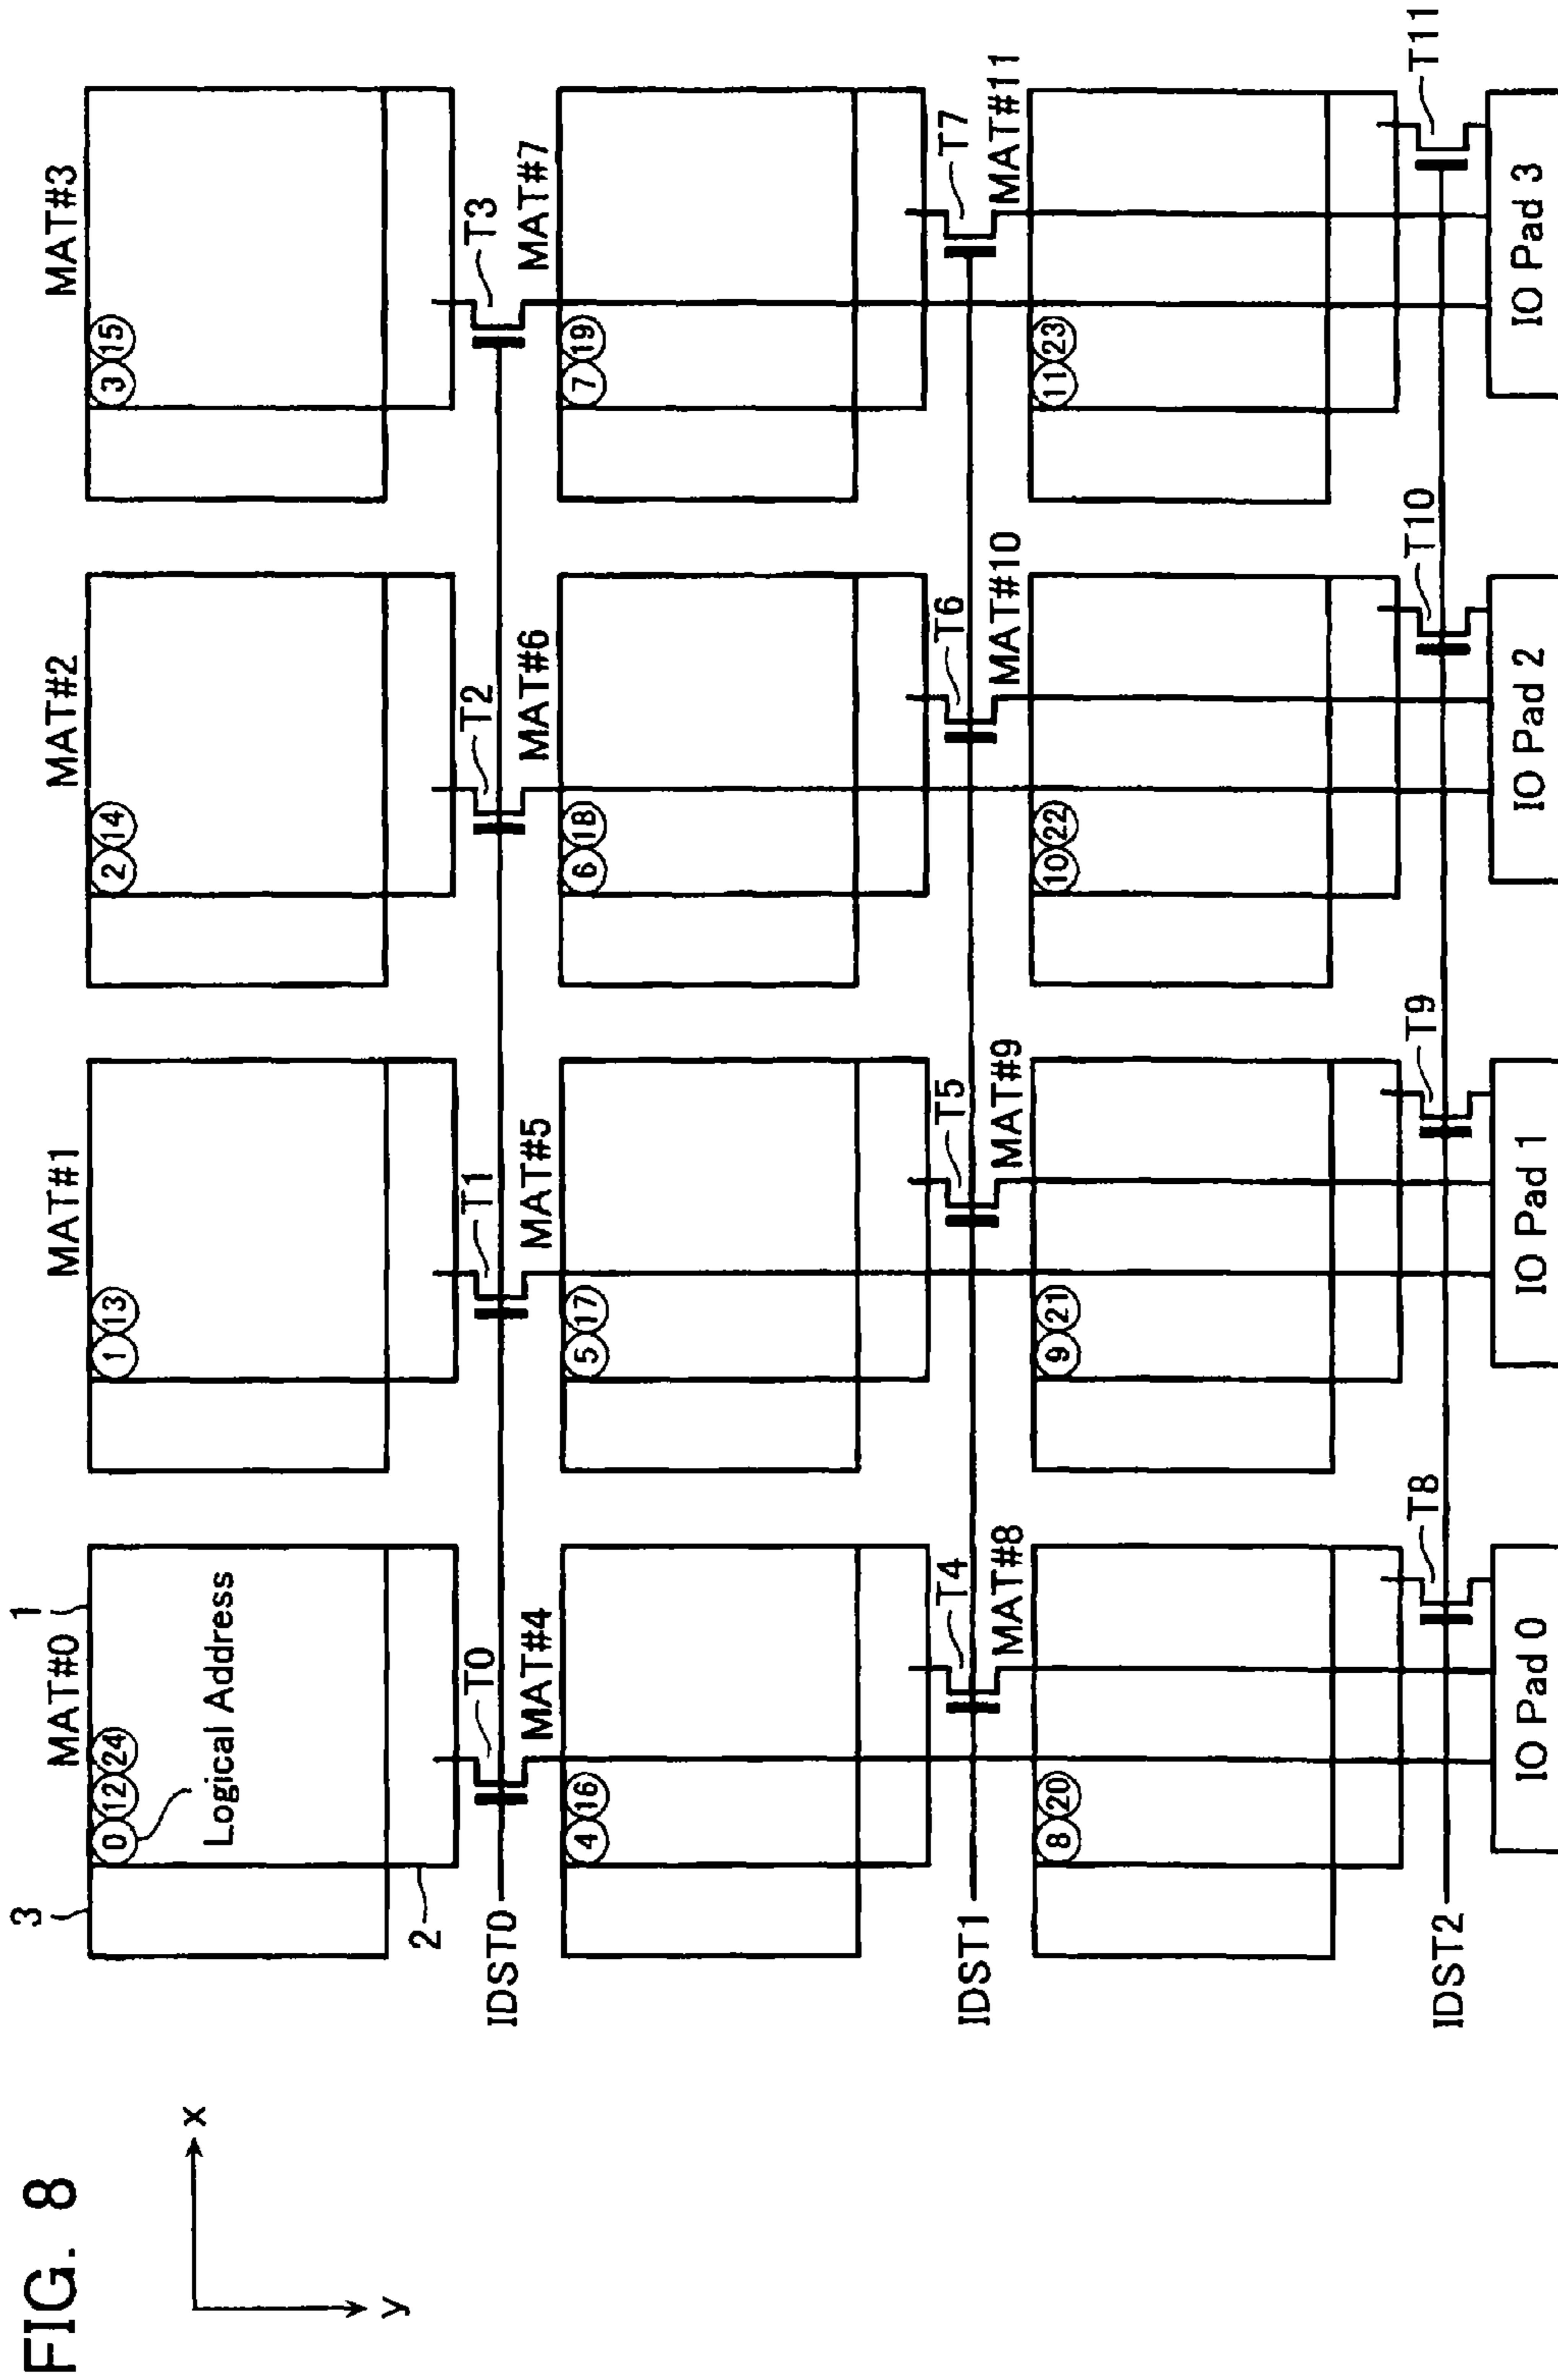 FIG. 8
x
y
3
1
MAT#0
MAT#1
MAT#2
MAT#3
0 12 24
1 13
2 14
3 15
Logical Address
2
T0
T1
T2
T3
IDST0
MAT#4
MAT#5
MAT#6
MAT#7
4 16
5 17
6 18
7 19
T4
T5
T6
T7
IDST1
MAT#8
MAT#9
MAT#10
MAT#11
8 20
9 21
10 22
11 23
T8
T9
T10
T11
IDST2
IO Pad 0
IO Pad 1
IO Pad 2
IO Pad 3